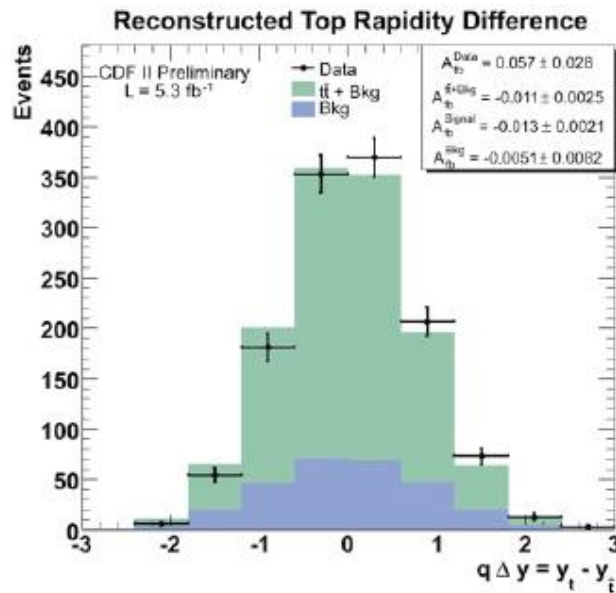 Reconstructed Top Rapidity Difference
Events
450
400
350
300
250
200
150
100
50
0
CDF II Preliminary
L = 5.3 fb⁻¹
Data
tt̄ + Bkg
Bkg
A_fb^Data = 0.057 ± 0.028
A_fb^tt̄+Bkg = -0.011 ± 0.0025
A_fb^Signal = -0.013 ± 0.0021
A_fb^Bkg = -0.0051 ± 0.0082
-3 -2 -1 0 1 2 3
q Δ y = y_t - y_t̄